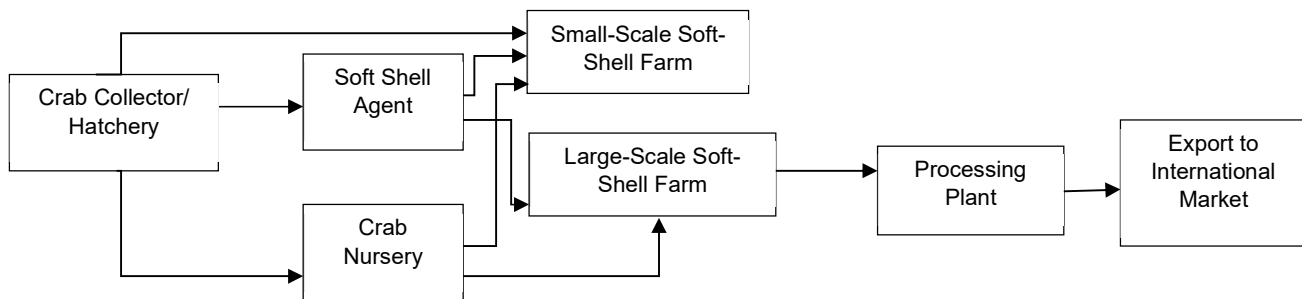 Small-Scale Soft-
Shell Farm
Soft Shell
Agent
Crab Collector/
Hatchery
Large-Scale Soft-
Shell Farm
Processing
Plant
Export to
International
Market
Crab
Nursery